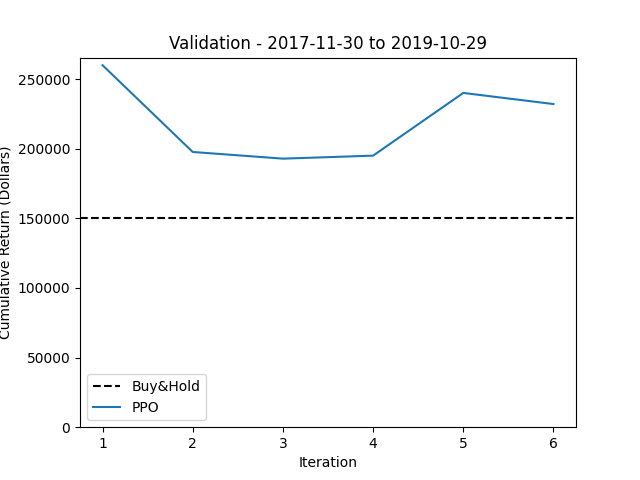 Validation - 2017-11-30 to 2019-10-29
Cumulative Return (Dollars)
250000
200000
150000
100000
50000
0
Buy&Hold
PPO
1 2 3 4 5 6
Iteration